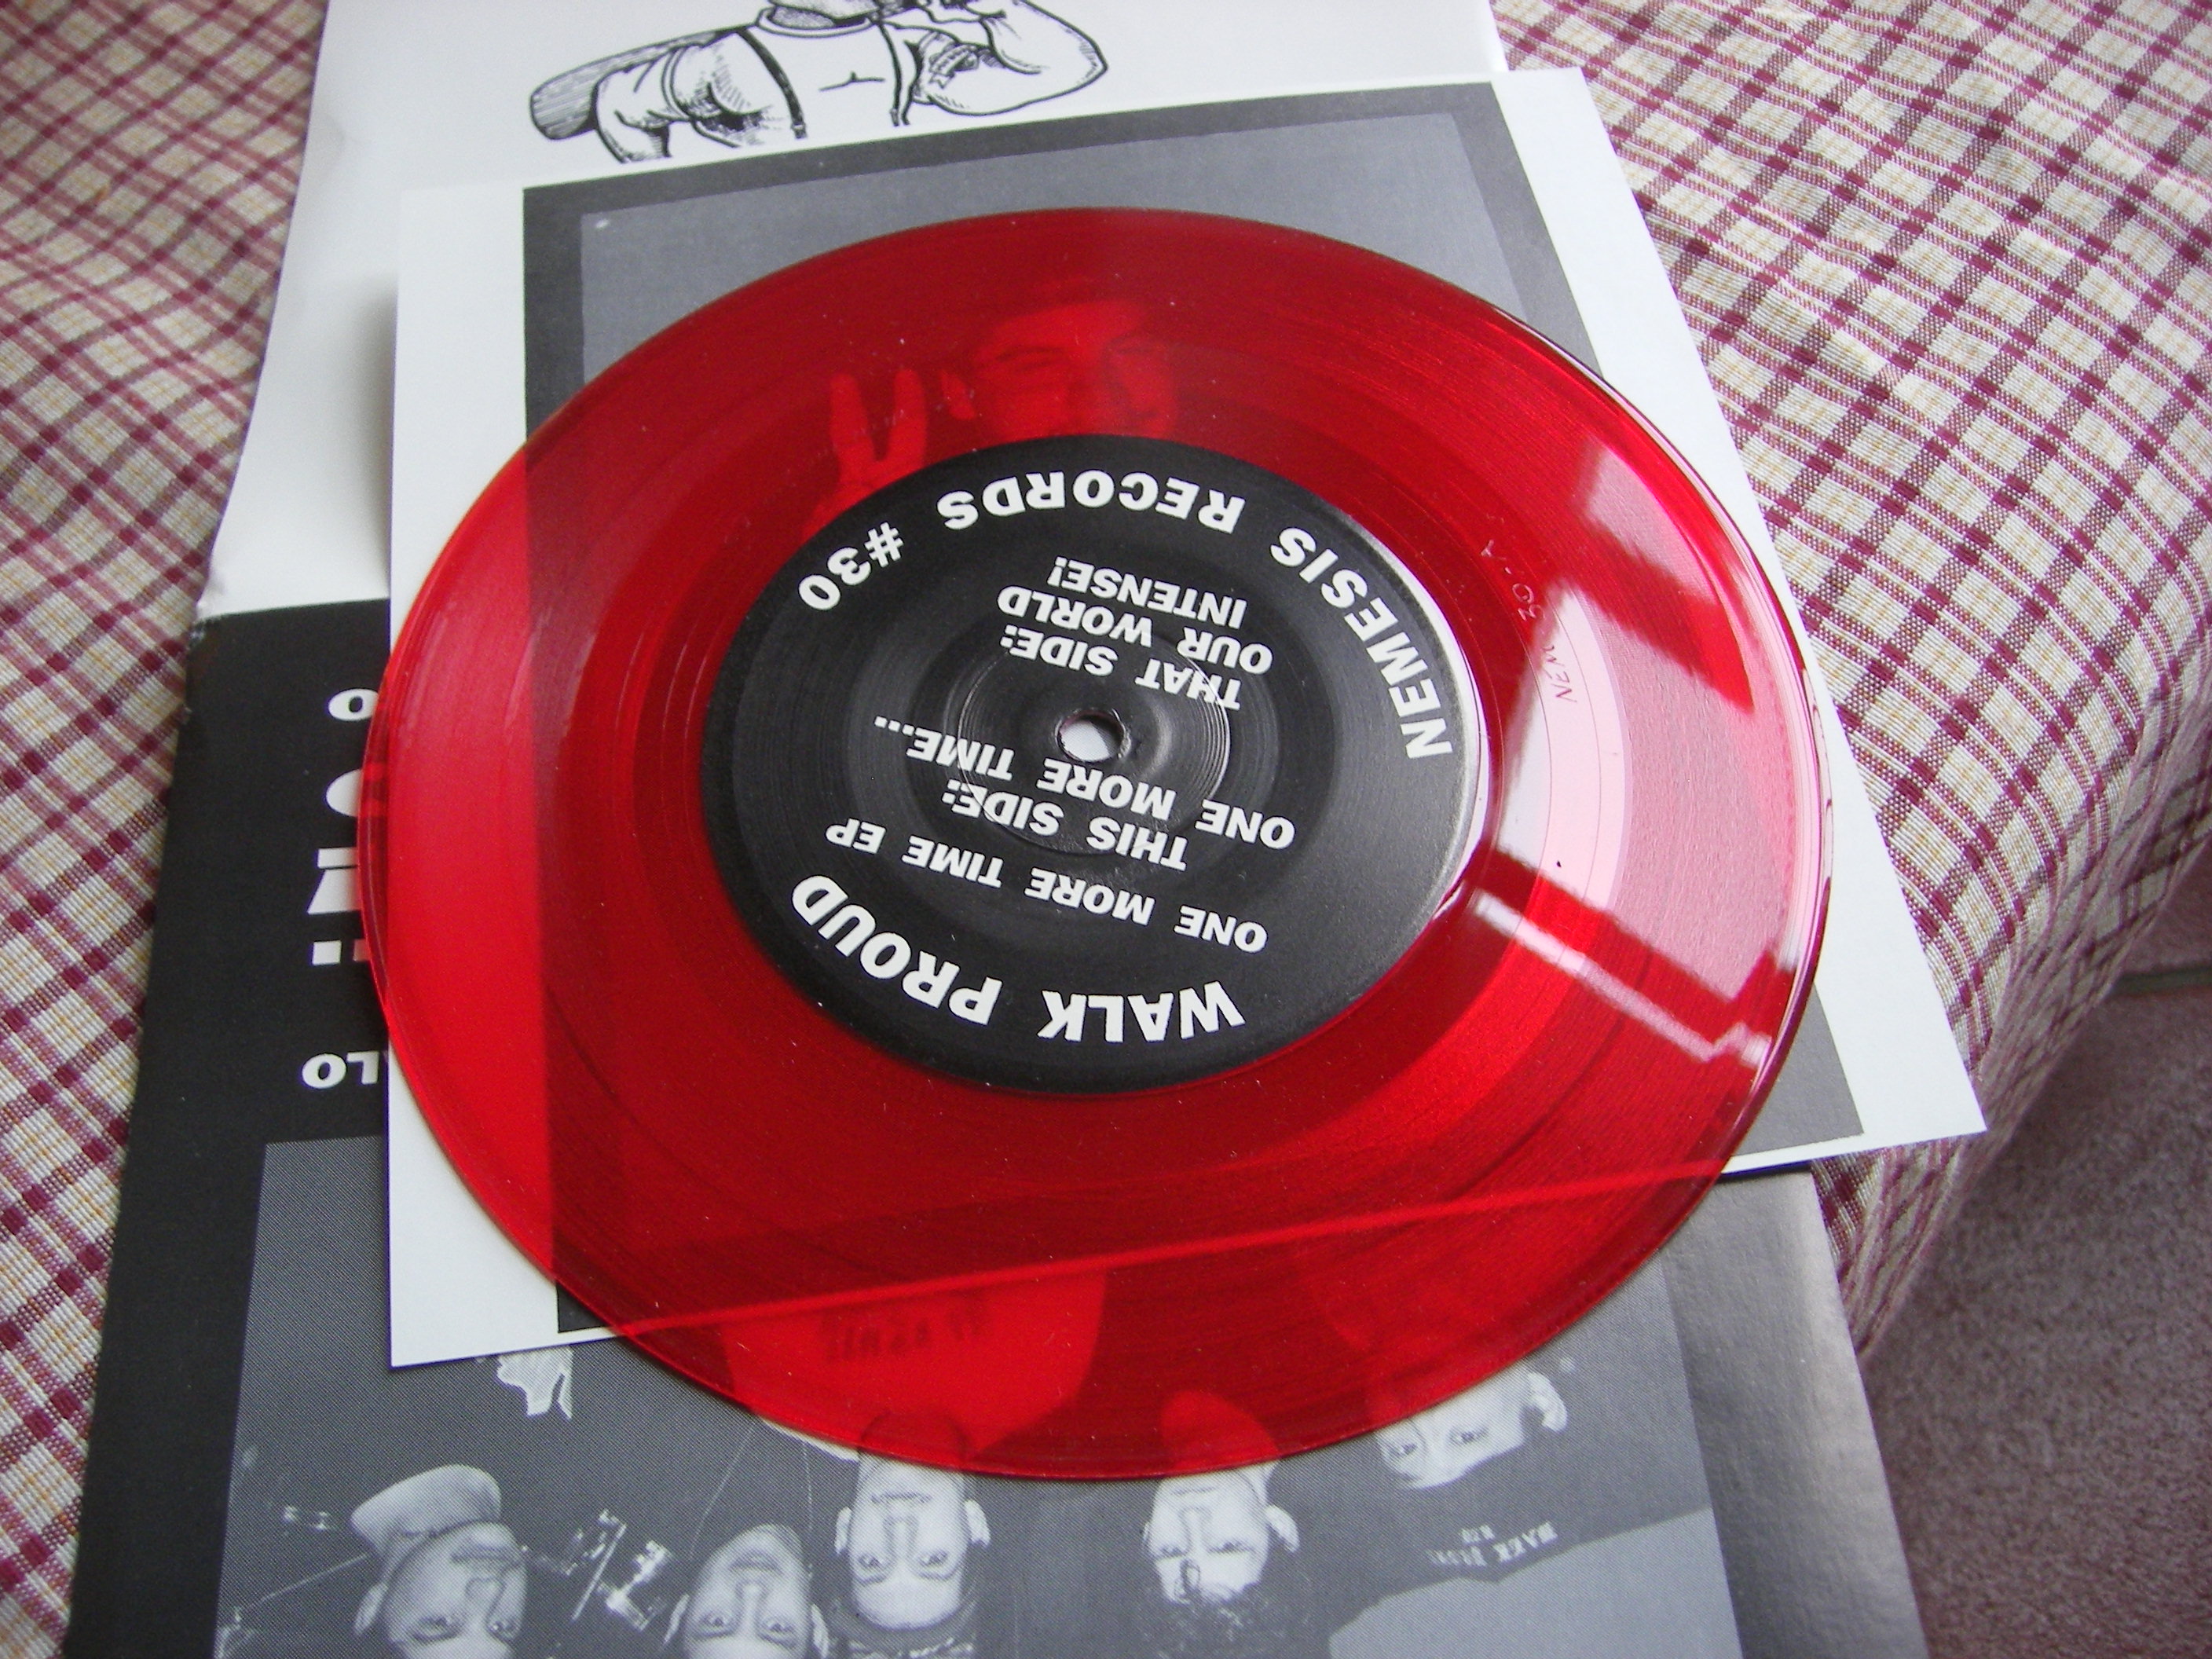 WALK PROUD
ONE MORE TIME EP
THIS SIDE:
ONE MORE TIME...
THAT SIDE:
OUR WORLD
INTENSE!
NEMESIS RECORDS #30